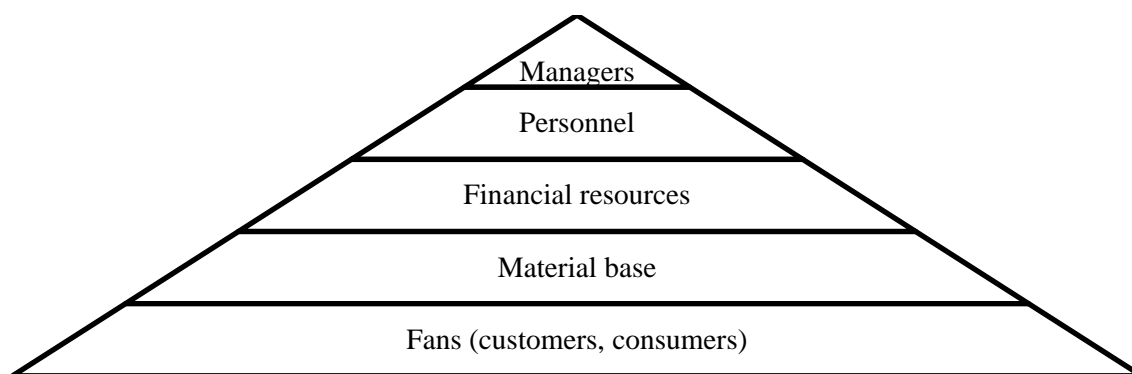 Managers
Personnel
Financial resources
Material base
Fans (customers, consumers)